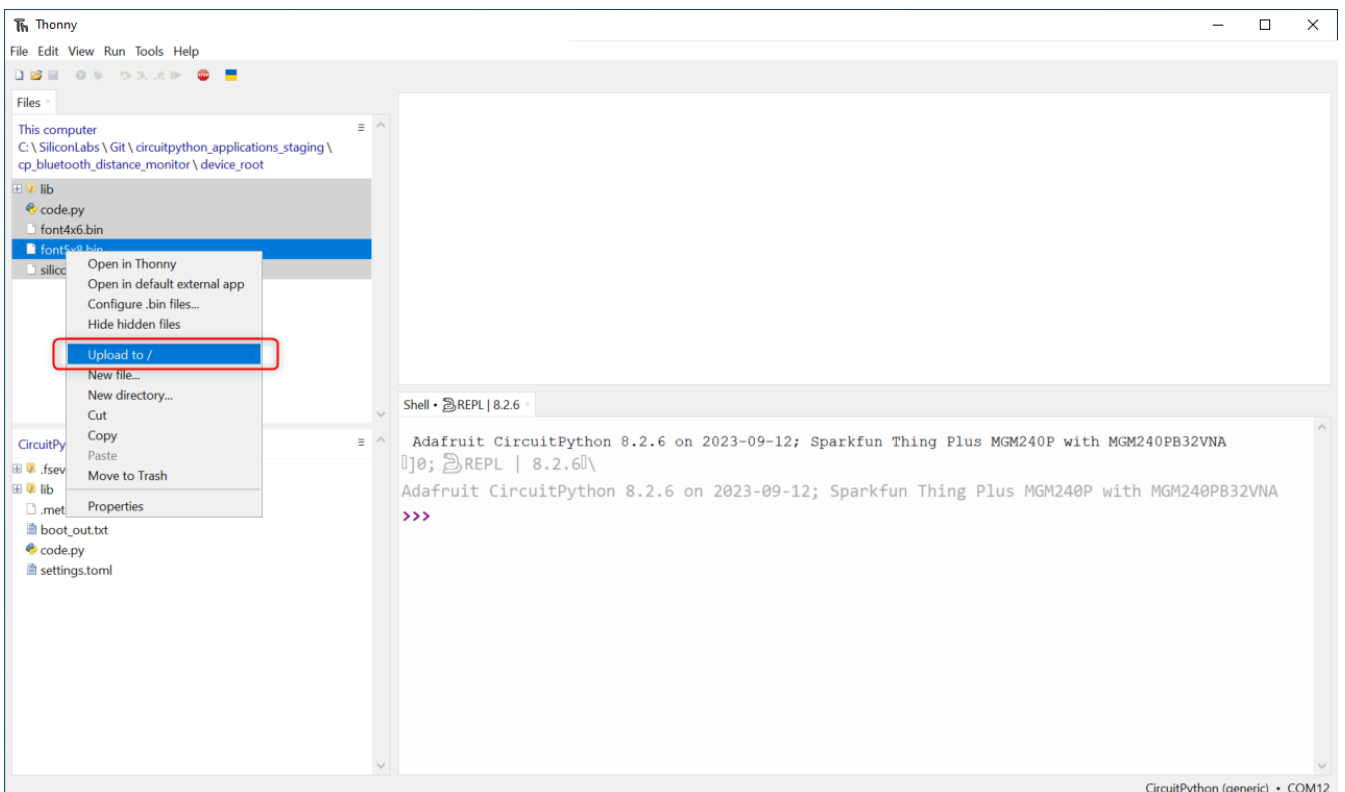 Thonny
File Edit View Run Tools Help
Files
This computer
C: \ SiliconLabs \ Git \ circuitpython_applications_staging \
cp_bluetooth_distance_monitor \ device_root
lib
code.py
font4x6.bin
font5x8.bin
Open in Thonny
Open in default external app
Configure .bin files...
Hide hidden files
Upload to /
New file...
New directory...
Cut
Copy
Paste
Move to Trash
Properties
lib
boot_out.txt
code.py
settings.toml
Shell • REPL | 8.2.6
Adafruit CircuitPython 8.2.6 on 2023-09-12; Sparkfun Thing Plus MGM240P with MGM240PB32VNA
]0; REPL | 8.2.6\
Adafruit CircuitPython 8.2.6 on 2023-09-12; Sparkfun Thing Plus MGM240P with MGM240PB32VNA
>>>
CircuitPython (generic) • COM12